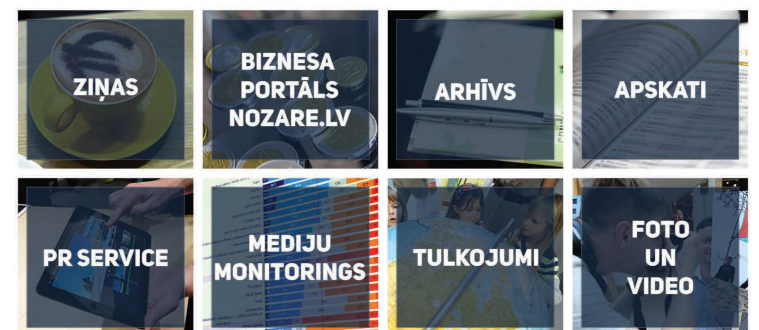 ZIŅAS
BIZNESA
PORTĀLS
NOZARE.LV
ARHĪVS
APSKATI
PR SERVICE
MEDIJU
MONITORINGS
TULKOJUMI
FOTO
UN
VIDEO